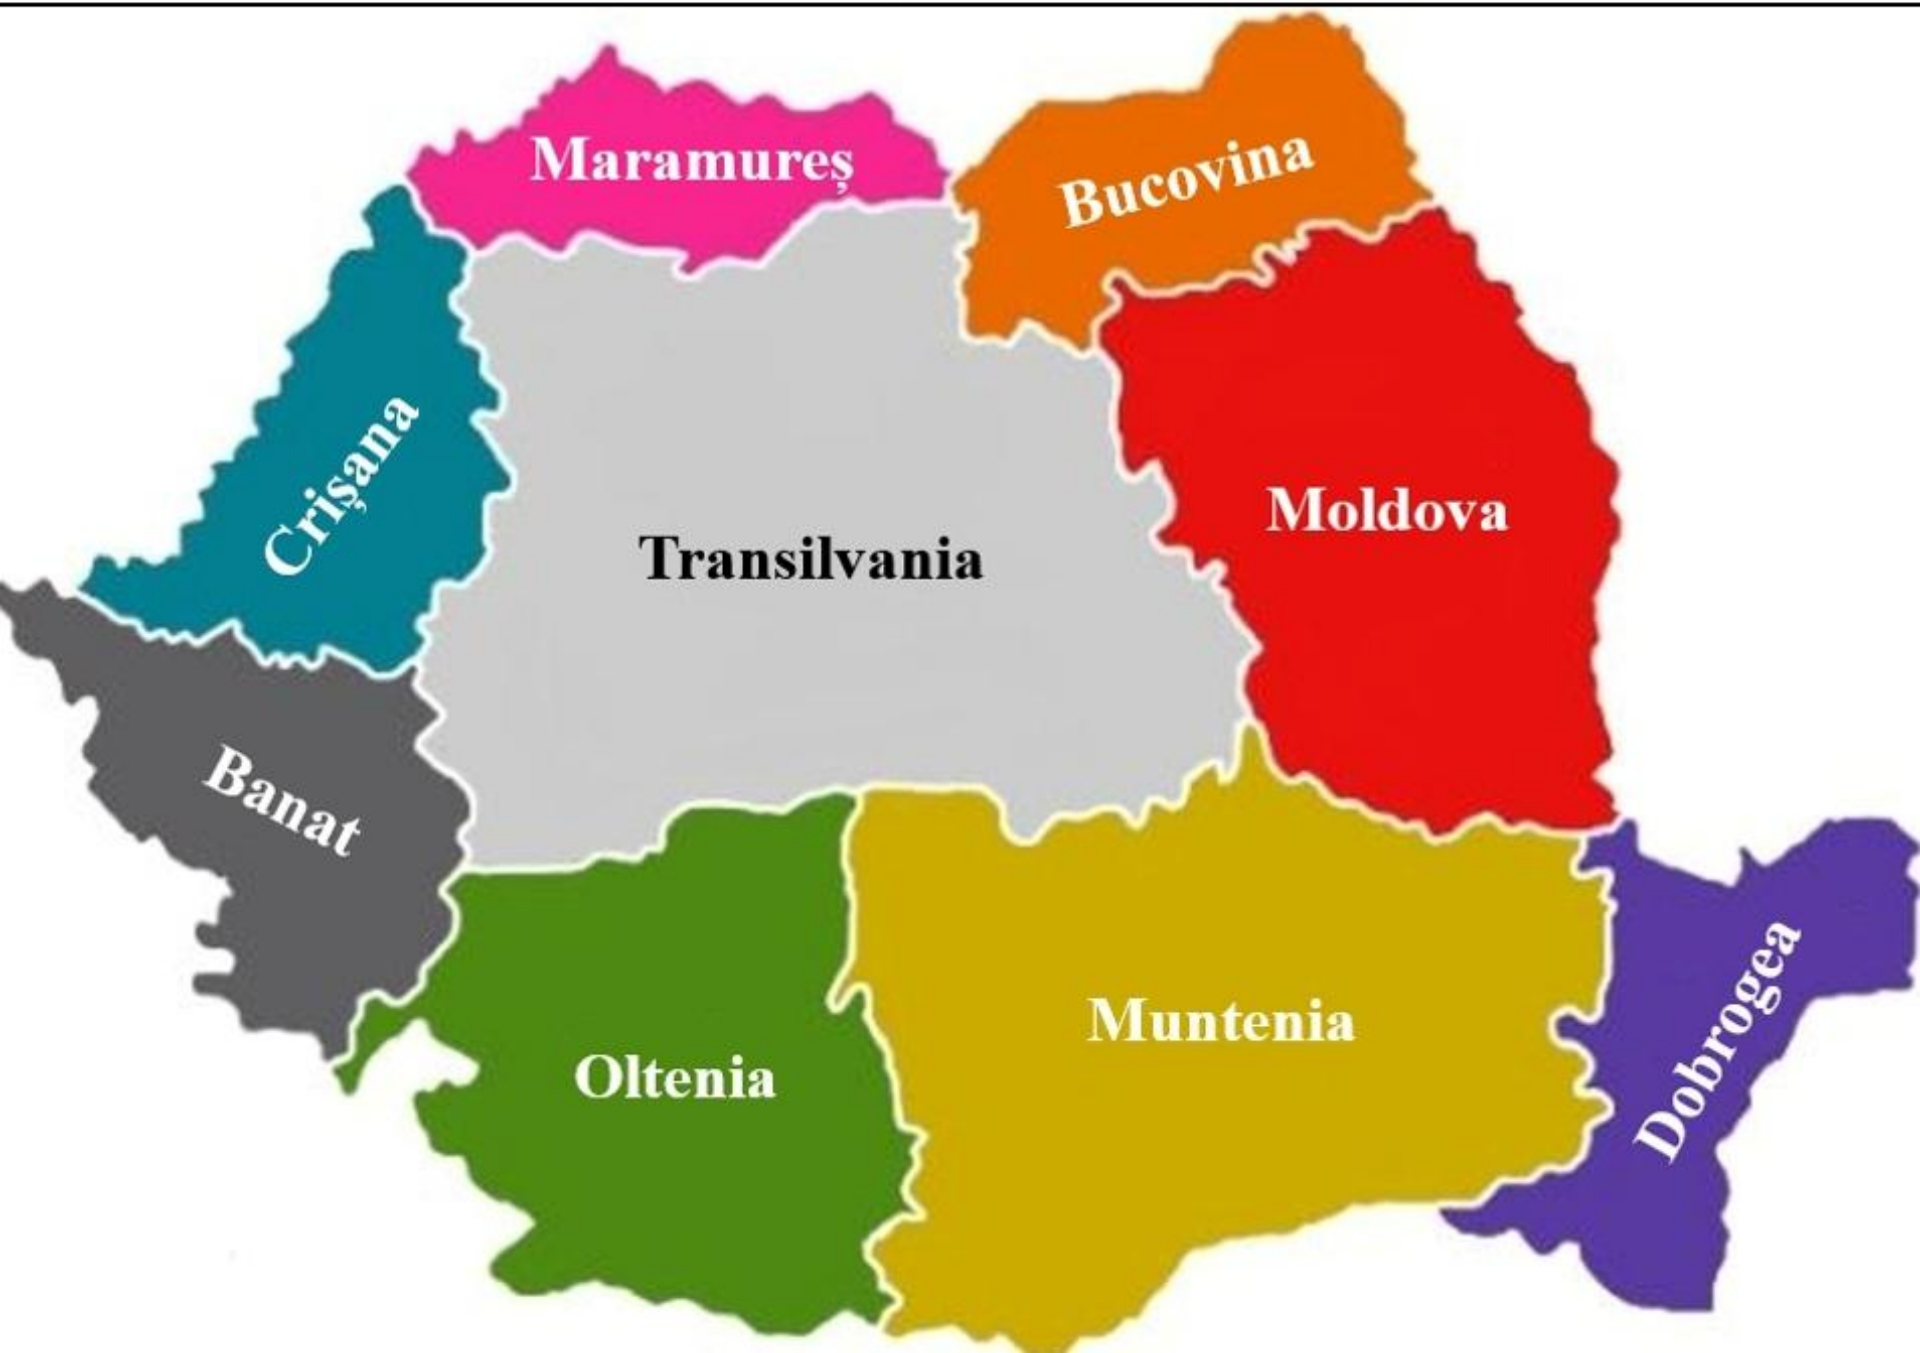 Maramureș
Bucovina
Crișana
Moldova
Transilvania
Banat
Muntenia
Oltenia
Dobrogea